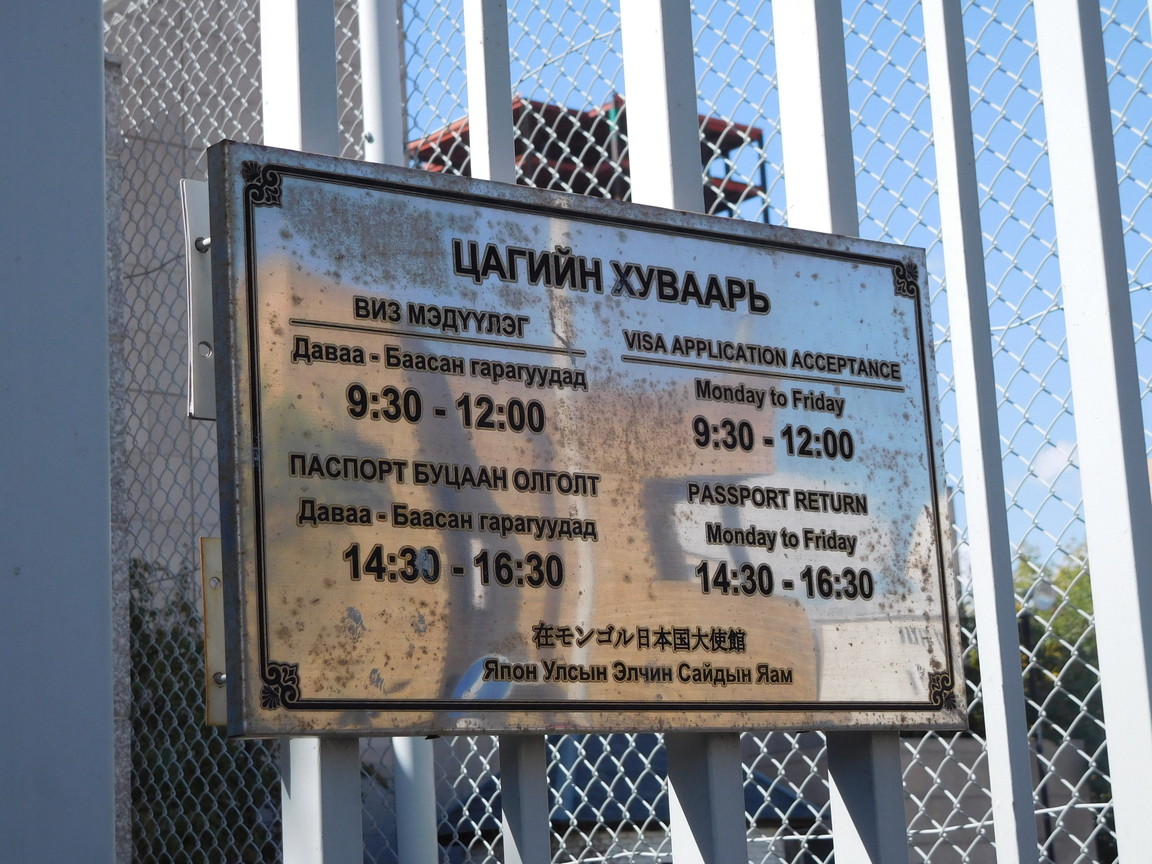 ЦАГИЙН ХУВААРЬ
ВИЗ МЭДҮҮЛЭГ
Даваа - Баасан гарагуудад
9:30 - 12:00
ПАСПОРТ БУЦААН ОЛГОЛТ
Даваа - Баасан гарагуудад
14:30 - 16:30
VISA APPLICATION ACCEPTANCE
Monday to Friday
9:30 - 12:00
PASSPORT RETURN
Monday to Friday
14:30 - 16:30
在モンゴル日本国大使館
Япон Улсын Элчин Сайдын Яам